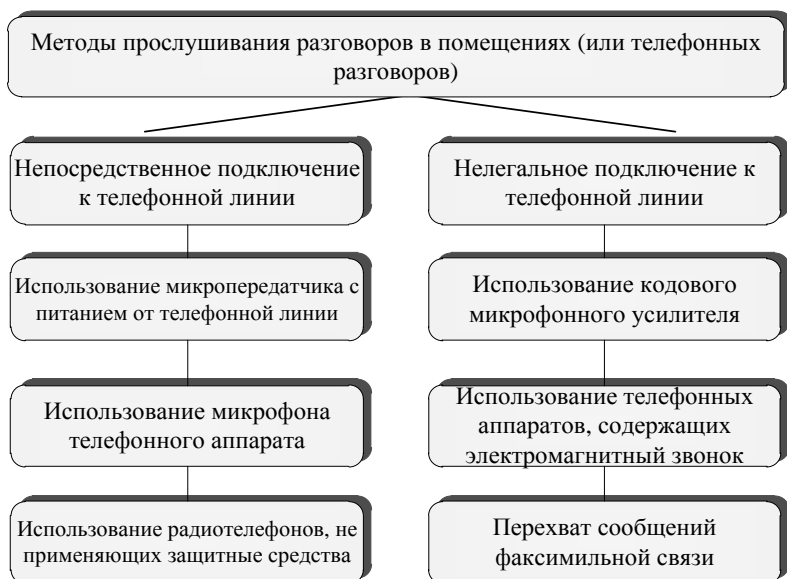 Методы прослушивания разговоров в помещениях (или телефонных
разговоров)
Непосредственное подключение
к телефонной линии
Нелегальное подключение к
телефонной линии
Использование микропередатчика с
питанием от телефонной линии
Использование кодового
микрофонного усилителя
Использование микрофона
телефонного аппарата
Использование телефонных
аппаратов, содержащих
электромагнитный звонок
Использование радиотелефонов, не
применяющих защитные средства
Перехват сообщений
факсимильной связи